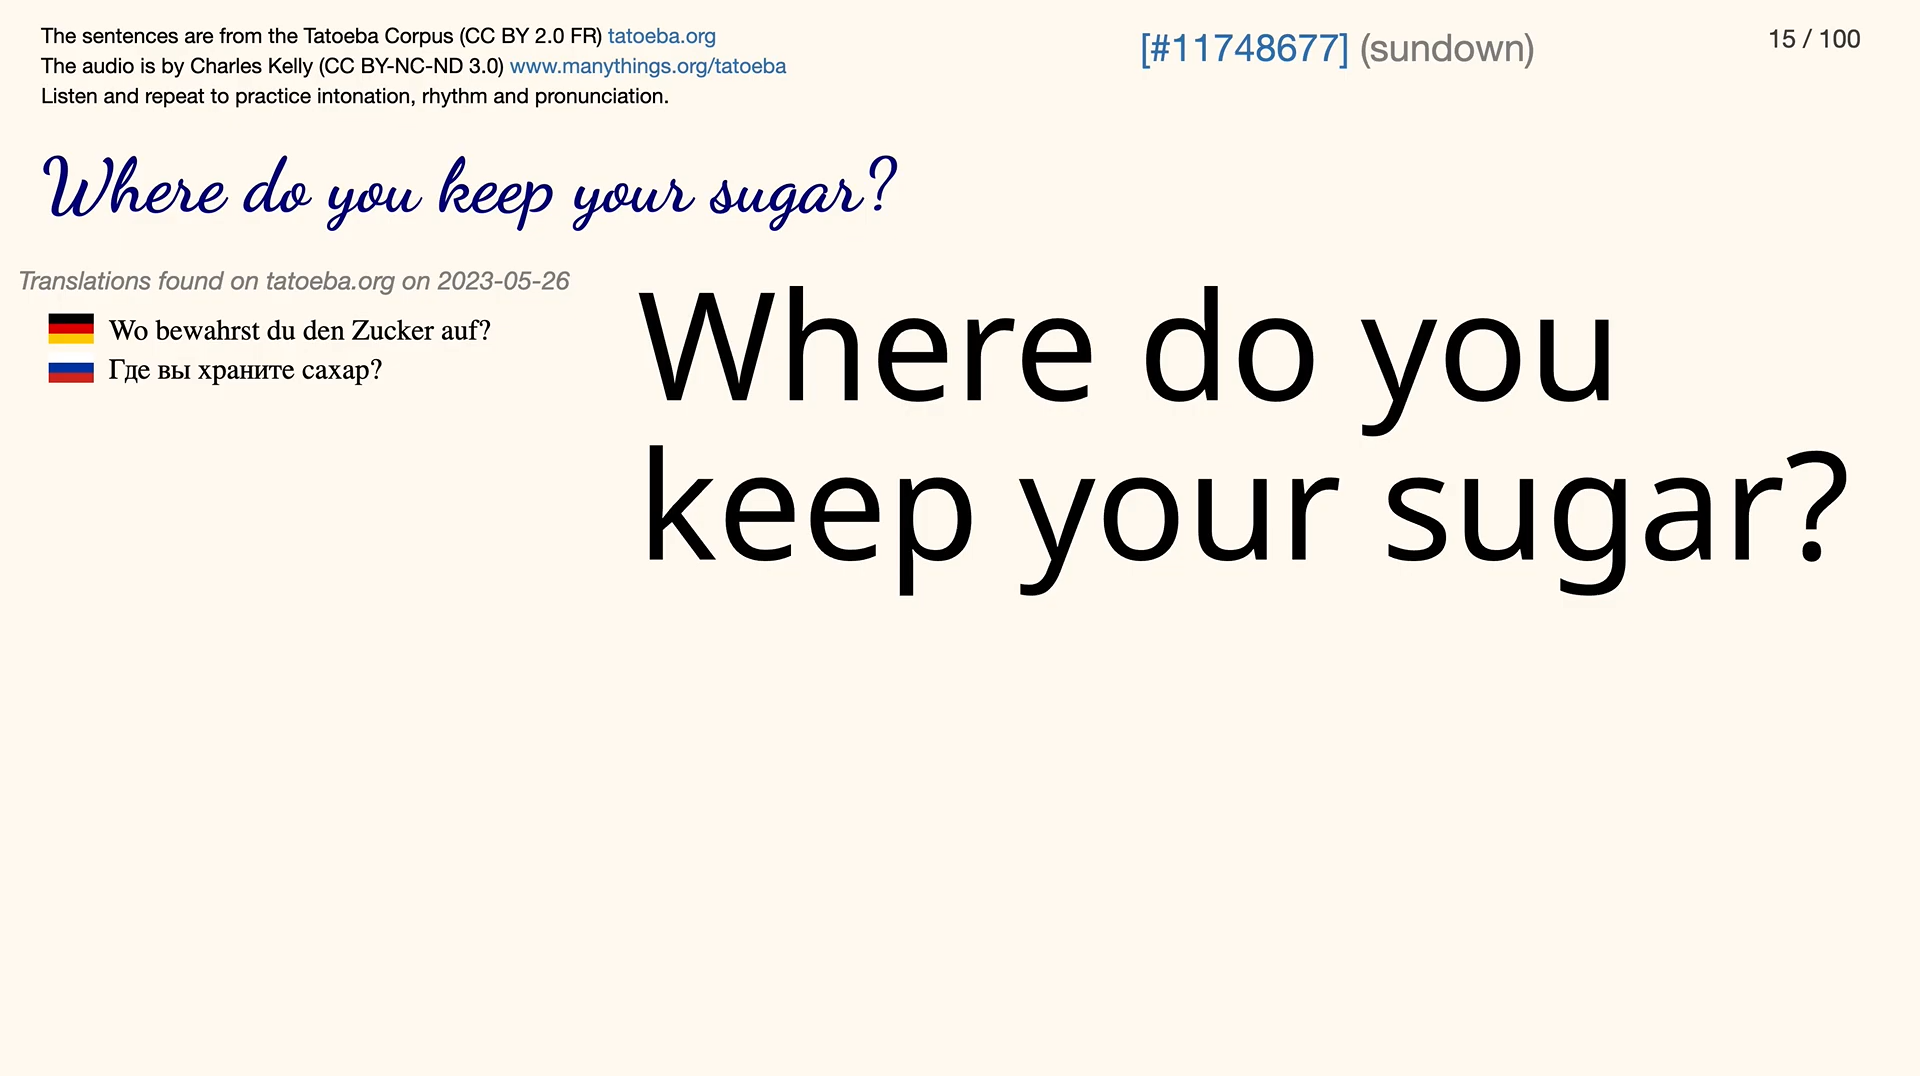 The sentences are from the Tatoeba Corpus (CC BY 2.0 FR) tatoeba.org
The audio is by Charles Kelly (CC BY-NC-ND 3.0) www.manythings.org/tatoeba
Listen and repeat to practice intonation, rhythm and pronunciation.
[#11748677] (sundown)
15 / 100
Where do you keep your sugar?
Translations found on tatoeba.org on 2023-05-26
Wo bewahrst du den Zucker auf?
Где вы храните сахар?
Where do you
keep your sugar?